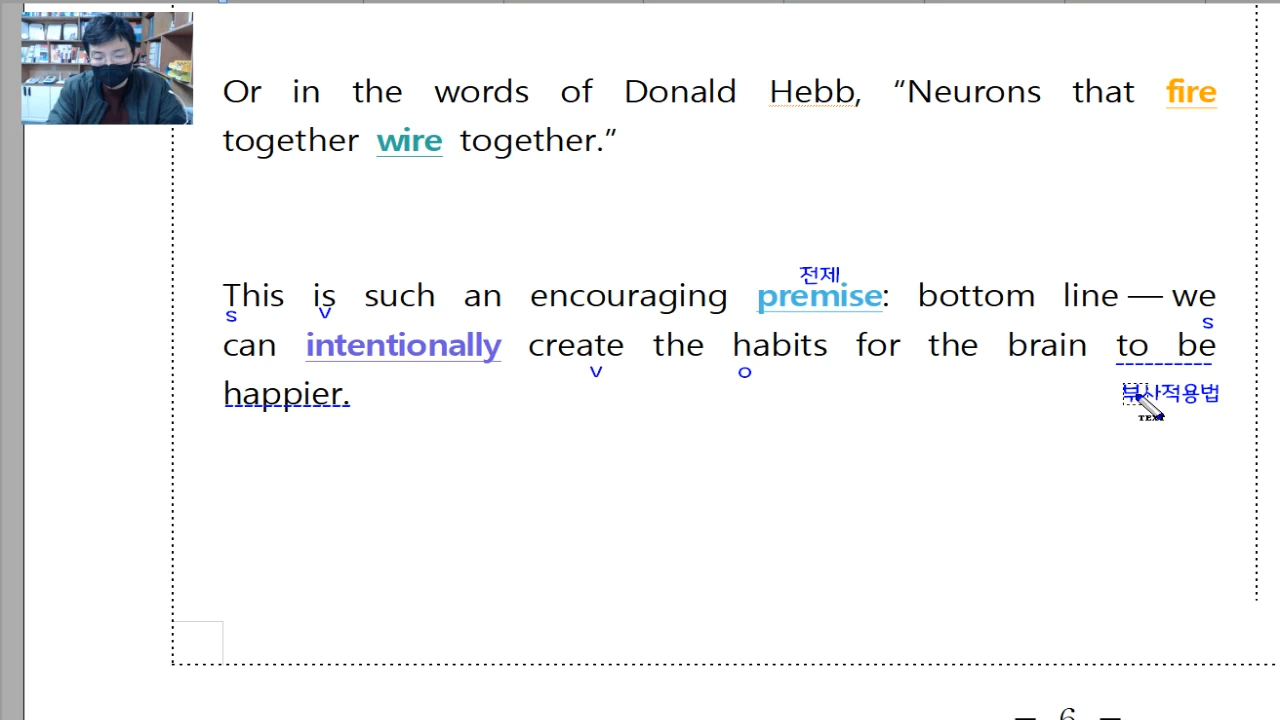 Or in the words of Donald Hebb, “Neurons that fire
together wire together.”
전제
This is such an encouraging premise: bottom line — we
s v s
can intentionally create the habits for the brain to be
v o
happier. 부사적용법
TEXT
- 6 -